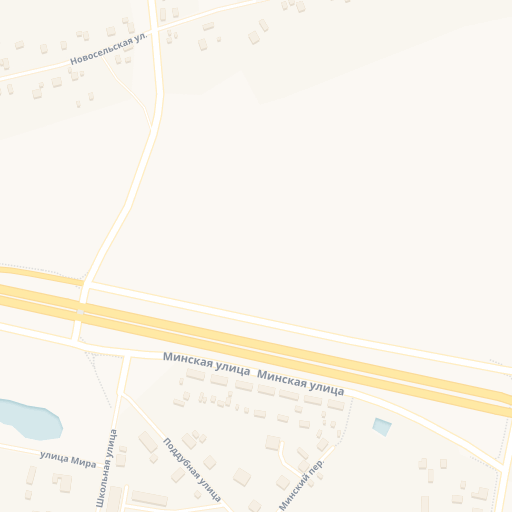 Новосельская ул.
Минская улица
Минская улица
улица Мира
Школьная улица
Поддубная улица
Минский пер.